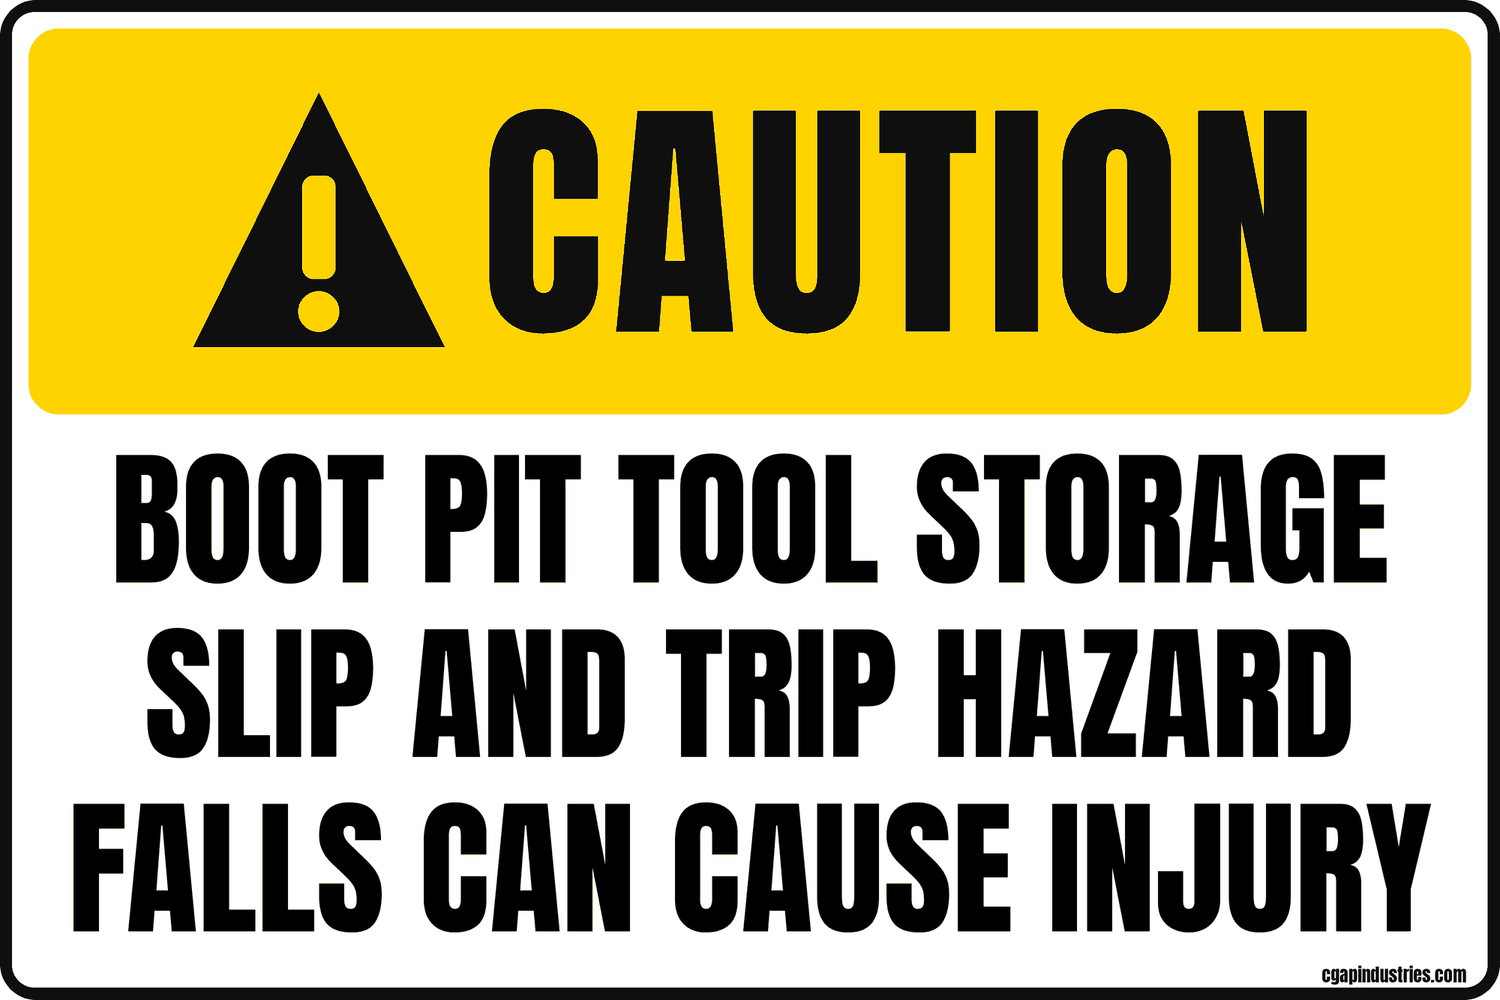 CAUTION
BOOT PIT TOOL STORAGE
SLIP AND TRIP HAZARD
FALLS CAN CAUSE INJURY
cgapindustries.com